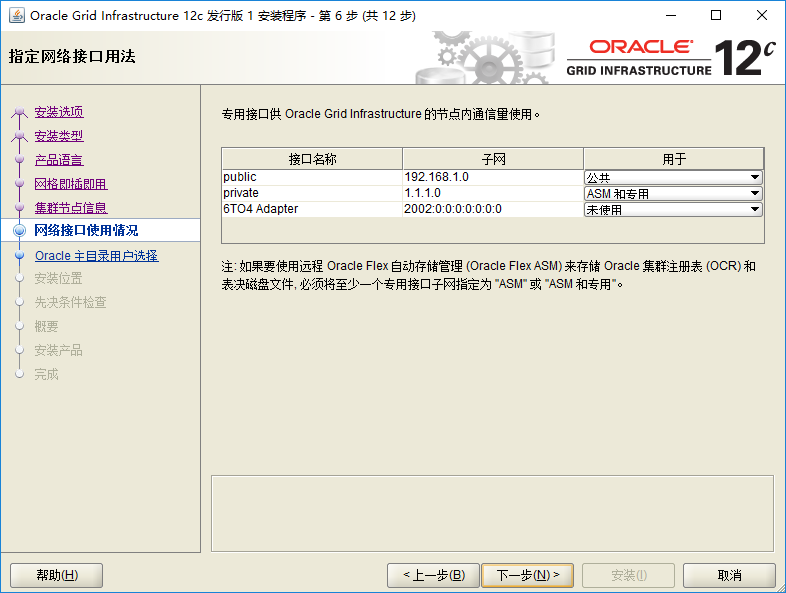 Oracle Grid Infrastructure 12c 发行版 1 安装程序 - 第 6 步 (共 12 步)
指定网络接口用法
ORACLE®
GRID INFRASTRUCTURE 12c
安装选项
安装类型
产品语言
网格即插即用
集群节点信息
网络接口使用情况
Oracle 主目录用户选择
安装位置
先决条件检查
概要
安装产品
完成
专用接口供 Oracle Grid Infrastructure 的节点内通信量使用。
接口名称 子网 用于
public 192.168.1.0 公共
private 1.1.1.0 ASM 和专用
6TO4 Adapter 2002:0:0:0:0:0:0:0 未使用
注: 如果要使用远程 Oracle Flex 自动存储管理 (Oracle Flex ASM) 来存储 Oracle 集群注册表 (OCR) 和
表决磁盘文件, 必须将至少一个专用接口子网指定为 "ASM" 或 "ASM 和专用"。
帮助(H) < 上一步(B) 下一步(N) > 安装(I) 取消